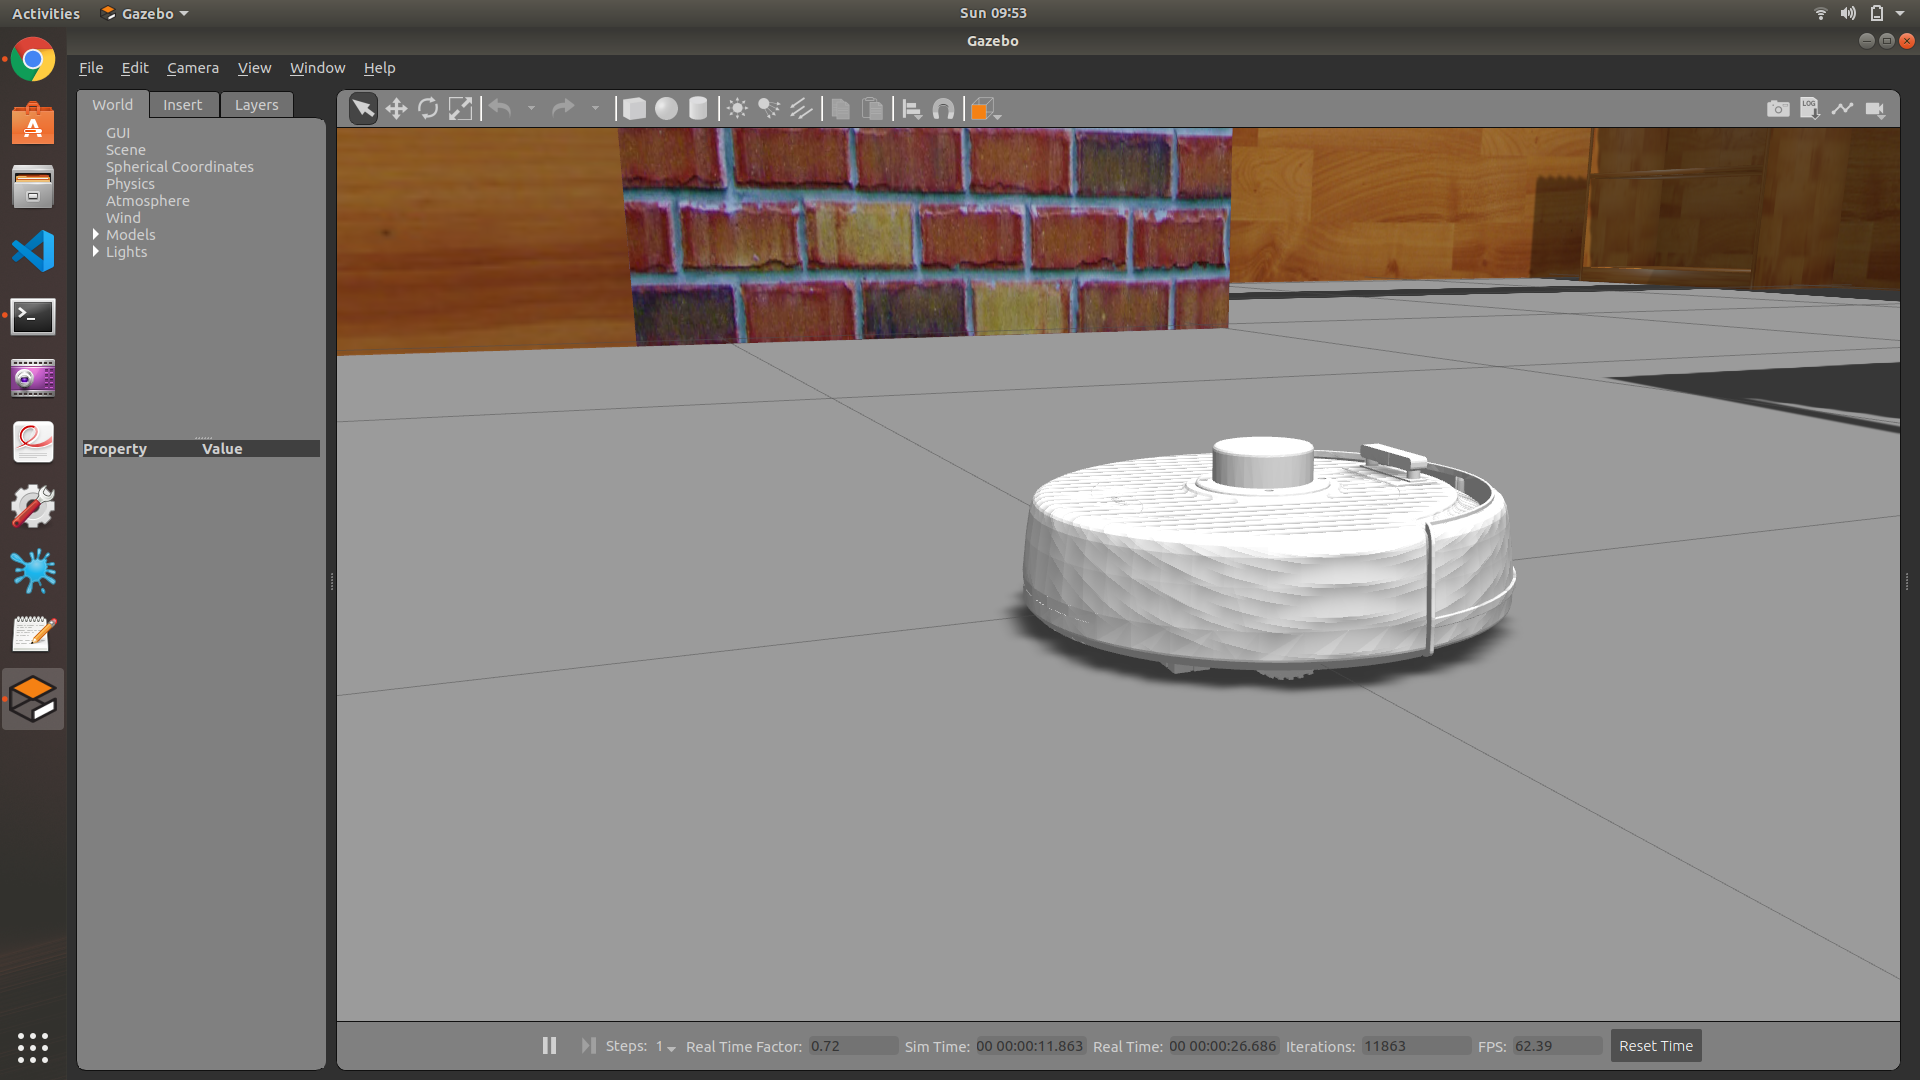 Activities Gazebo Sun 09:53
Gazebo
File Edit Camera View Window Help
World Insert Layers
LOG
GUI
Scene
Spherical Coordinates
Physics
Atmosphere
Wind
Models
Lights
Property Value
Steps: 1 Real Time Factor: 0.72 Sim Time: 00 00:00:11.863 Real Time: 00 00:00:26.686 Iterations: 11863 FPS: 62.39 Reset Time